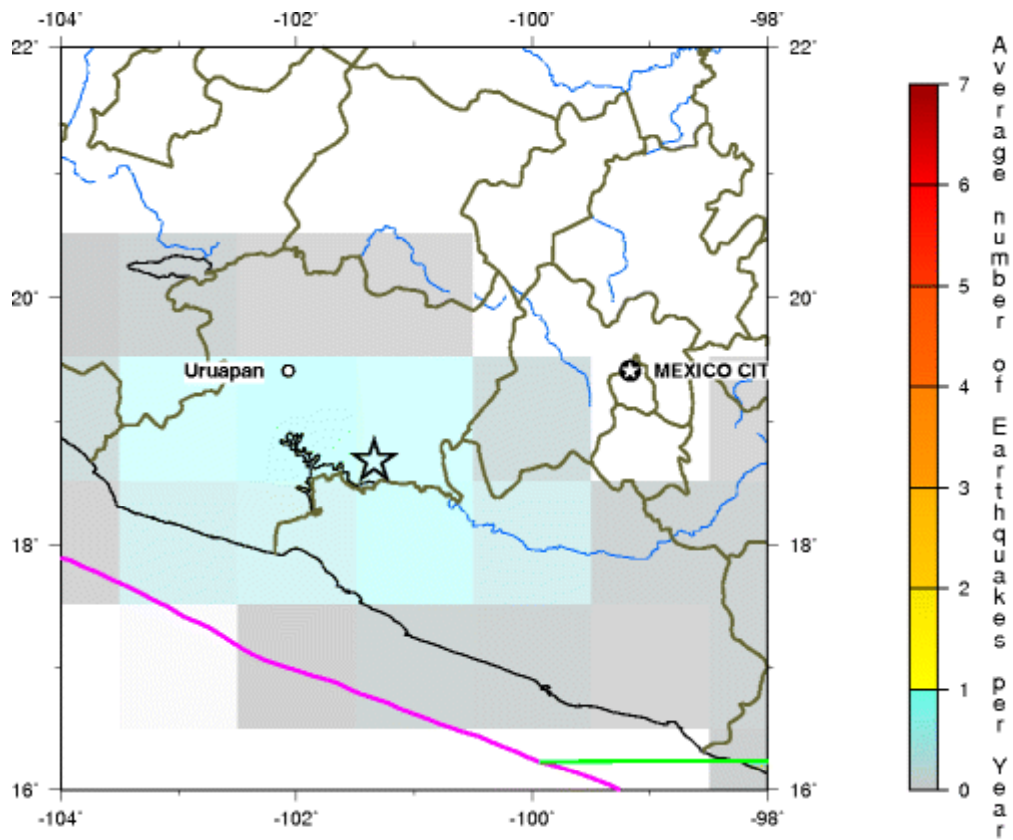 -104˚ -102˚ -100˚ -98˚
22˚ 22˚
20˚ 20˚
Uruapan
MEXICO CIT
18˚ 18˚
16˚ 16˚
-104˚ -102˚ -100˚ -98˚
7
6
5
4
3
2
1
0
Average number of Earthquakes per Year